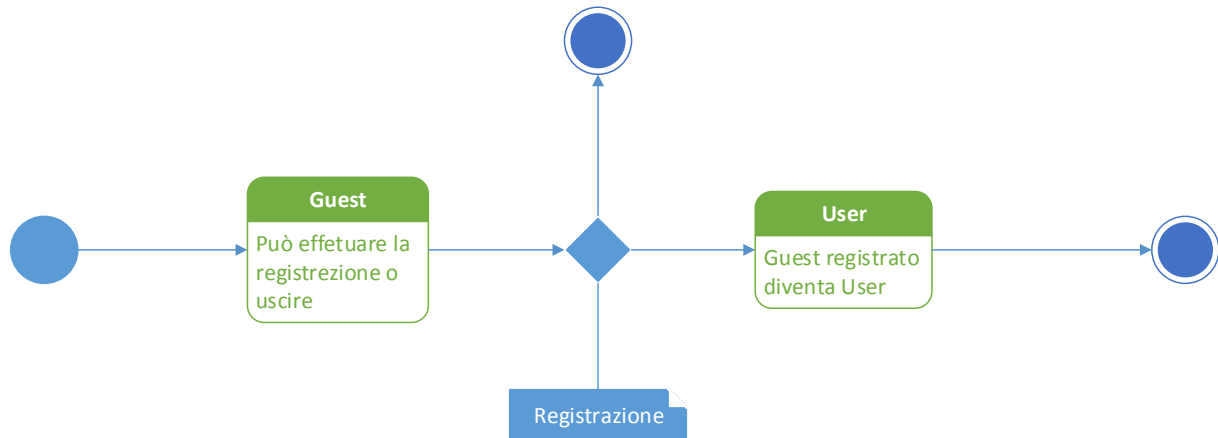 Guest
Può effetuare la
registrezione o
uscire
User
Guest registrato
diventa User
Registrazione